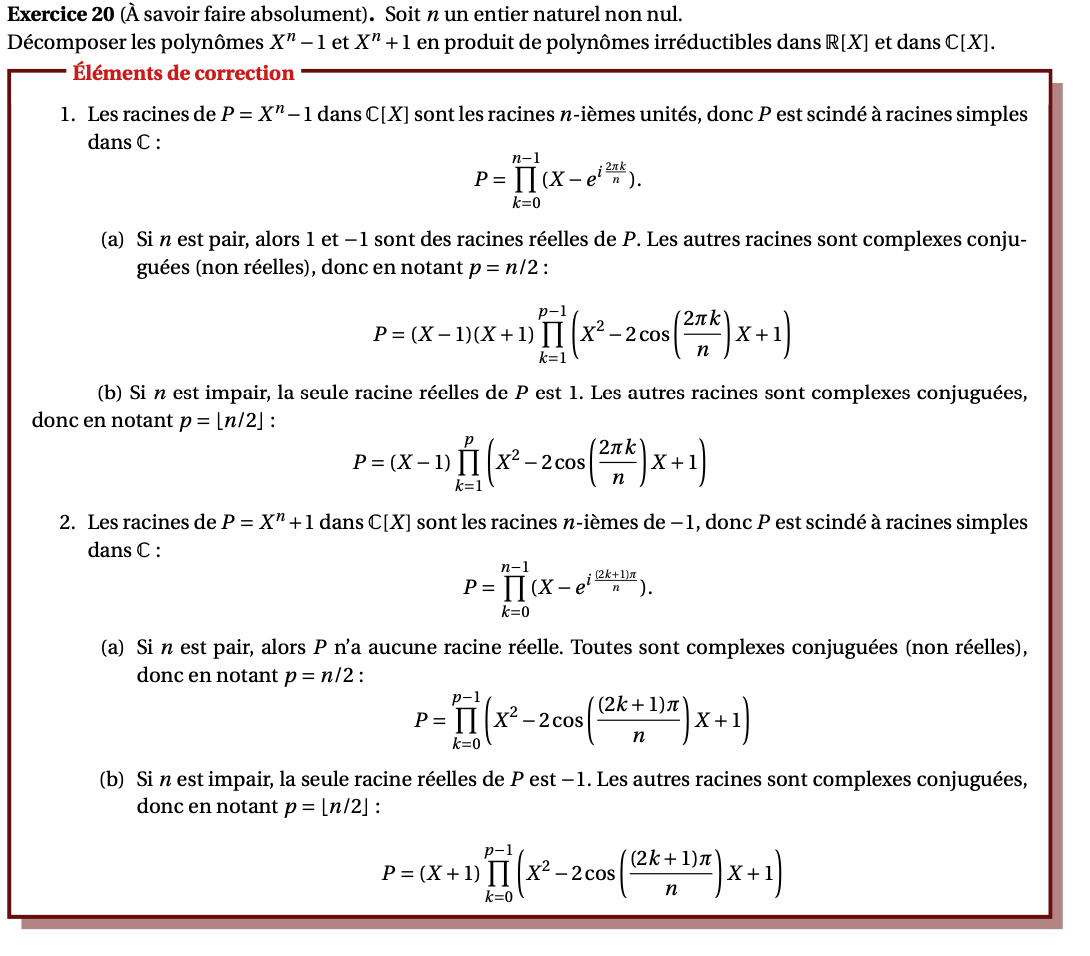 Exercice 20 (À savoir faire absolument). Soit n un entier naturel non nul.
Décomposer les polynômes Xⁿ − 1 et Xⁿ + 1 en produit de polynômes irréductibles dans ℝ[X] et dans ℂ[X].
Éléments de correction
1. Les racines de P = Xⁿ − 1 dans ℂ[X] sont les racines n-ièmes unités, donc P est scindé à racines simples
dans ℂ :
$P = \prod_{k=0}^{n-1} (X - e^{i\frac{2\pi k}{n}}).$
(a) Si n est pair, alors 1 et −1 sont des racines réelles de P. Les autres racines sont complexes conju-
guées (non réelles), donc en notant p = n/2 :
$P = (X-1)(X+1) \prod_{k=1}^{p-1} \left( X^2 - 2\cos\left(\frac{2\pi k}{n}\right) X + 1 \right)$
(b) Si n est impair, la seule racine réelles de P est 1. Les autres racines sont complexes conjuguées,
donc en notant p = ⌊n/2⌋ :
$P = (X-1) \prod_{k=1}^{p} \left( X^2 - 2\cos\left(\frac{2\pi k}{n}\right) X + 1 \right)$
2. Les racines de P = Xⁿ + 1 dans ℂ[X] sont les racines n-ièmes de −1, donc P est scindé à racines simples
dans ℂ :
$P = \prod_{k=0}^{n-1} (X - e^{i\frac{(2k+1)\pi}{n}}).$
(a) Si n est pair, alors P n'a aucune racine réelle. Toutes sont complexes conjuguées (non réelles),
donc en notant p = n/2 :
$P = \prod_{k=0}^{p-1} \left( X^2 - 2\cos\left(\frac{(2k+1)\pi}{n}\right) X + 1 \right)$
(b) Si n est impair, la seule racine réelles de P est −1. Les autres racines sont complexes conjuguées,
donc en notant p = ⌊n/2⌋ :
$P = (X+1) \prod_{k=0}^{p-1} \left( X^2 - 2\cos\left(\frac{(2k+1)\pi}{n}\right) X + 1 \right)$